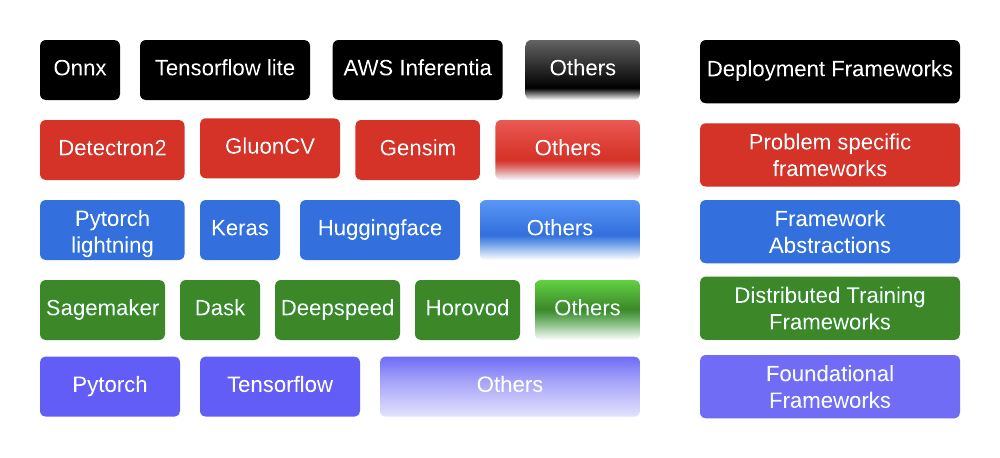 Onnx
Tensorflow lite
AWS Inferentia
Others
Deployment Frameworks
Detectron2
GluonCV
Gensim
Others
Problem specific
frameworks
Pytorch
lightning
Keras
Huggingface
Others
Framework
Abstractions
Sagemaker
Dask
Deepspeed
Horovod
Others
Distributed Training
Frameworks
Pytorch
Tensorflow
Others
Foundational
Frameworks